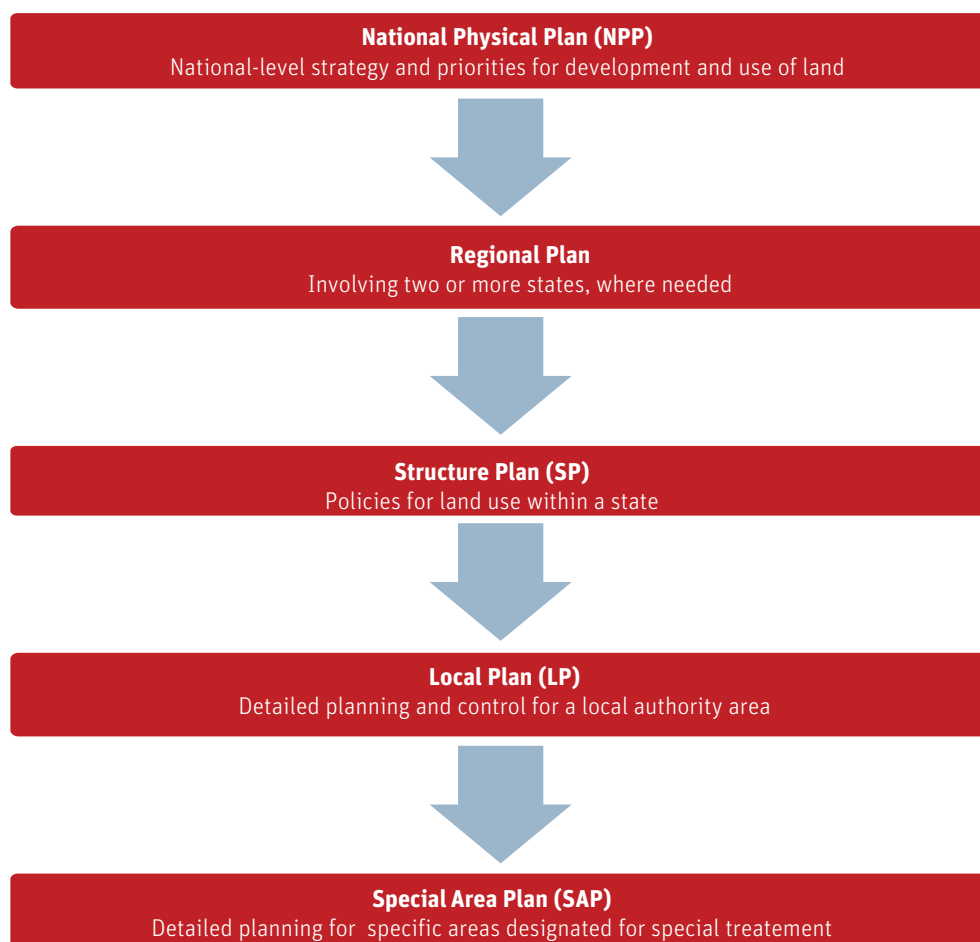 National Physical Plan (NPP)
National-level strategy and priorities for development and use of land
Regional Plan
Involving two or more states, where needed
Structure Plan (SP)
Policies for land use within a state
Local Plan (LP)
Detailed planning and control for a local authority area
Special Area Plan (SAP)
Detailed planning for specific areas designated for special treatement